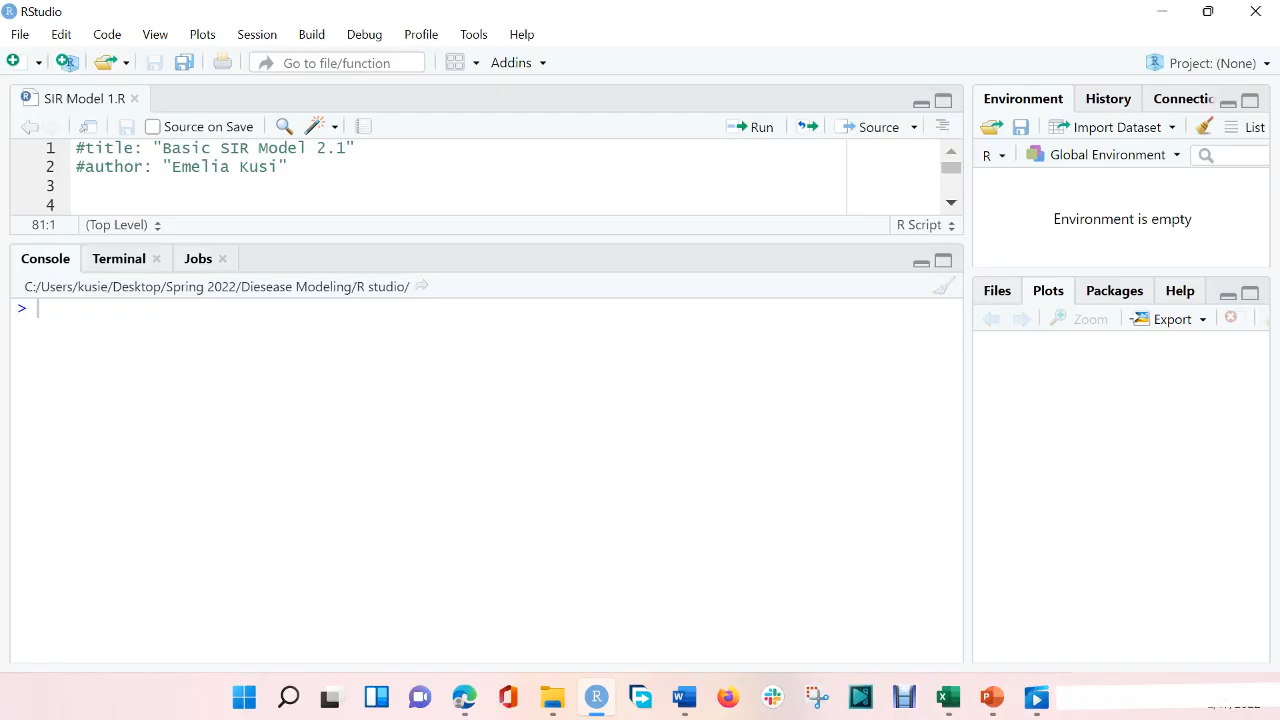 RStudio
File Edit Code View Plots Session Build Debug Profile Tools Help
Go to file/function Addins Project: (None)
SIR Model 1.R
Source on Save Run Source
1 #title: "Basic SIR Model 2.1"
2 #author: "Emelia Kusi"
3
4
81:1 (Top Level) R Script
Console Terminal Jobs
C:/Users/kusie/Desktop/Spring 2022/Diesease Modeling/R studio/
>
Environment History Connectic
Import Dataset List
R Global Environment
Environment is empty
Files Plots Packages Help
Zoom Export